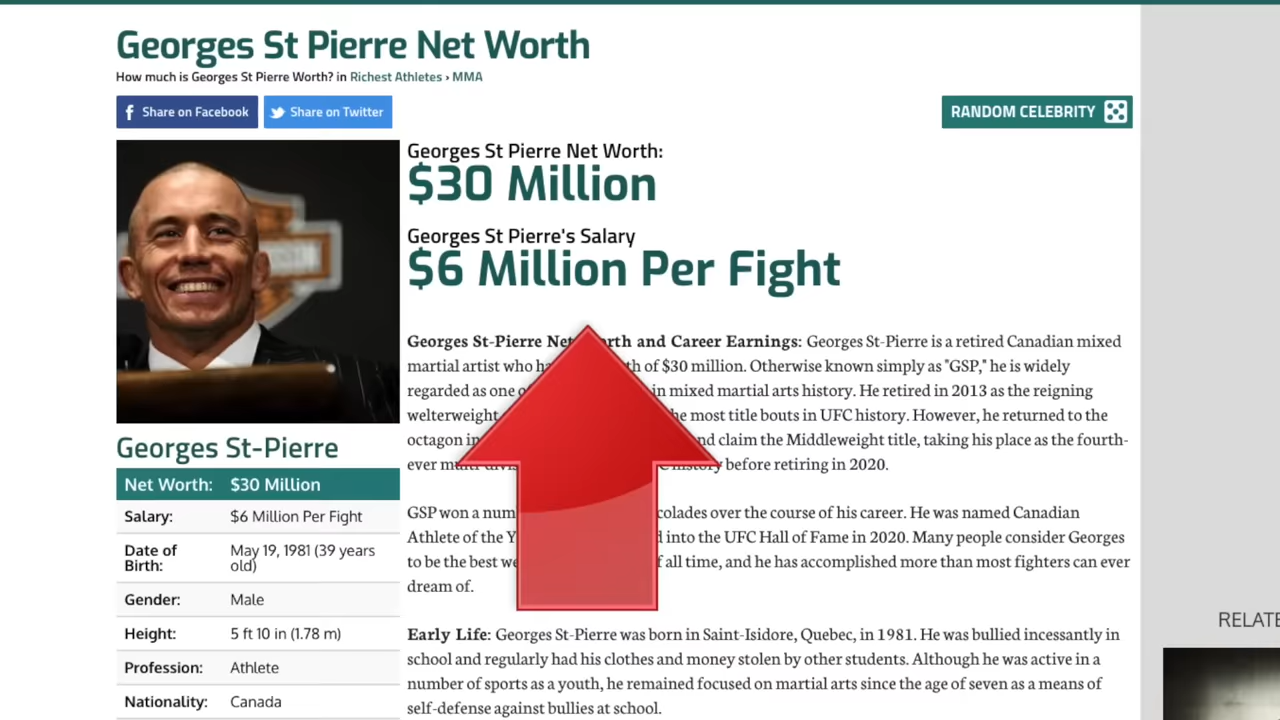 Georges St Pierre Net Worth
How much is Georges St Pierre Worth? in Richest Athletes › MMA
f Share on Facebook
Share on Twitter
RANDOM CELEBRITY
Georges St Pierre Net Worth:
$30 Million
Georges St Pierre's Salary
$6 Million Per Fight
Georges St-Pierre Net orth and Career Earnings: Georges St-Pierre is a retired Canadian mixed
martial artist who th of $30 million. Otherwise known simply as "GSP," he is widely
regarded as one in mixed martial arts history. He retired in 2013 as the reigning
welterweight he most title bouts in UFC history. However, he returned to the
octagon nd claim the Middleweight title, taking his place as the fourth-
ever history before retiring in 2020.
GSP won a num colades over the course of his career. He was named Canadian
Athlete of the Y d into the UFC Hall of Fame in 2020. Many people consider Georges
to be the best we f all time, and he has accomplished more than most fighters can ever
dream of.
Early Life: Georges St-Pierre was born in Saint-Isidore, Quebec, in 1981. He was bullied incessantly in
school and regularly had his clothes and money stolen by other students. Although he was active in a
number of sports as a youth, he remained focused on martial arts since the age of seven as a means of
self-defense against bullies at school.
Georges St-Pierre
Net Worth: $30 Million
Salary: $6 Million Per Fight
Date of Birth: May 19, 1981 (39 years old)
Gender: Male
Height: 5 ft 10 in (1.78 m)
Profession: Athlete
Nationality: Canada
RELATE